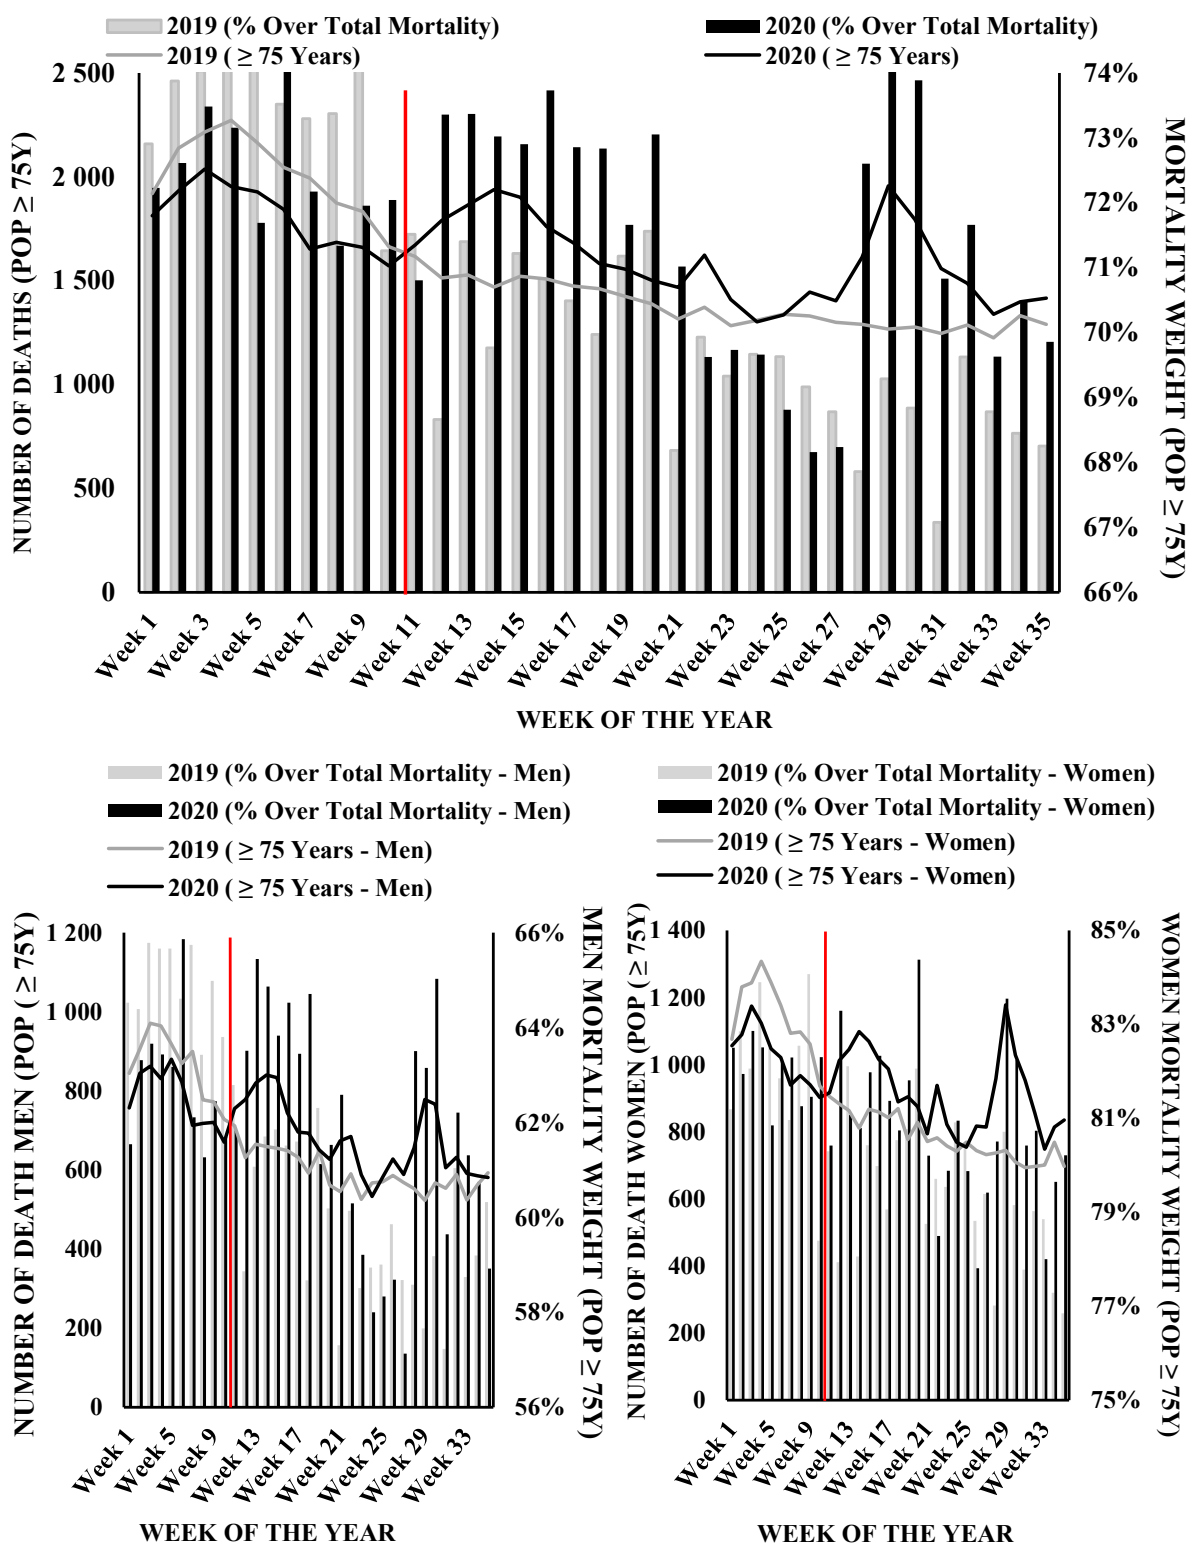 2019 (% Over Total Mortality)
2020 (% Over Total Mortality)
2019 ( ≥ 75 Years)
2020 ( ≥ 75 Years)
2 500
2 000
1 500
1 000
500
0
NUMBER OF DEATHS (POP ≥ 75Y)
74%
73%
72%
71%
70%
69%
68%
67%
66%
MORTALITY WEIGHT (POP ≥ 75Y)
Week 1
Week 3
Week 5
Week 7
Week 9
Week 11
Week 13
Week 15
Week 17
Week 19
Week 21
Week 23
Week 25
Week 27
Week 29
Week 31
Week 33
Week 35
WEEK OF THE YEAR
2019 (% Over Total Mortality - Men)
2020 (% Over Total Mortality - Men)
2019 ( ≥ 75 Years - Men)
2020 ( ≥ 75 Years - Men)
1 200
1 000
800
600
400
200
0
NUMBER OF DEATH MEN (POP ( ≥ 75Y)
66%
64%
62%
60%
58%
56%
MEN MORTALITY WEIGHT (POP ≥ 75Y)
Week 1
Week 5
Week 9
Week 13
Week 17
Week 21
Week 25
Week 29
Week 33
WEEK OF THE YEAR
2019 (% Over Total Mortality - Women)
2020 (% Over Total Mortality - Women)
2019 ( ≥ 75 Years - Women)
2020 ( ≥ 75 Years - Women)
1 400
1 200
1 000
800
600
400
200
0
NUMBER OF DEATH WOMEN (POP ( ≥ 75Y)
85%
83%
81%
79%
77%
75%
WOMEN MORTALITY WEIGHT (POP ≥ 75Y)
Week 1
Week 5
Week 9
Week 13
Week 17
Week 21
Week 25
Week 29
Week 33
WEEK OF THE YEAR